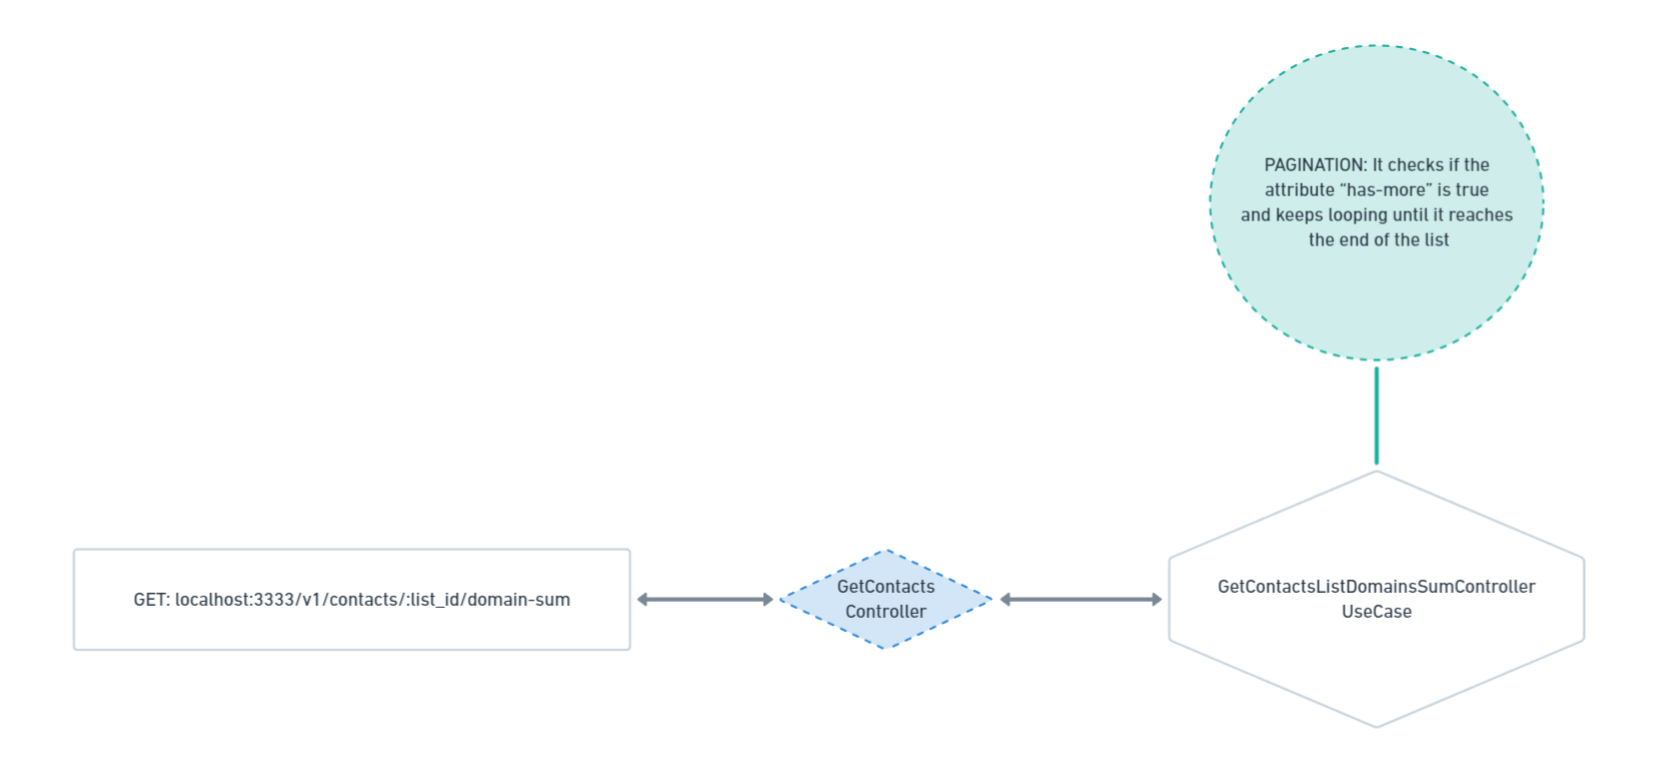 PAGINATION: It checks if the
attribute “has-more” is true
and keeps looping until it reaches
the end of the list
GET: localhost:3333/v1/contacts/:list_id/domain-sum
GetContacts
Controller
GetContactsListDomainsSumController
UseCase